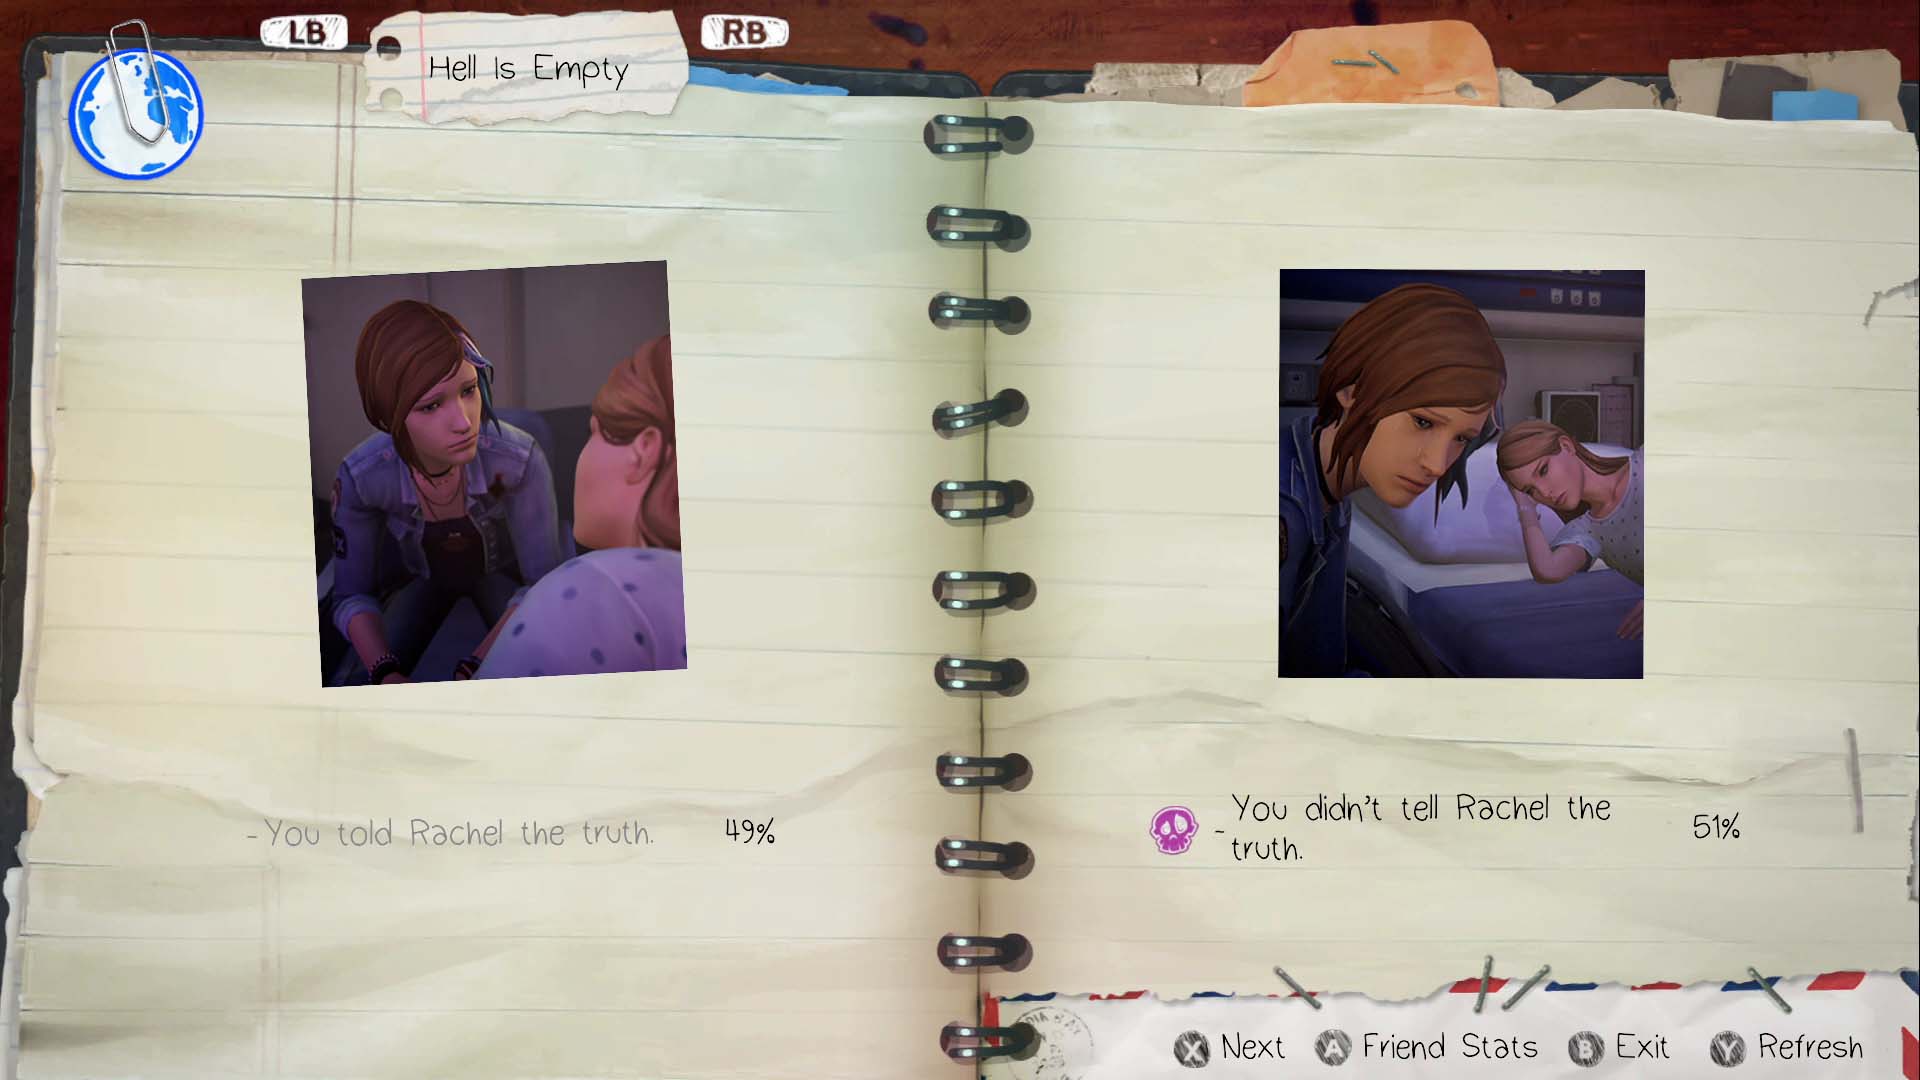 LB
Hell Is Empty
RB
-You told Rachel the truth. 49%
- You didn't tell Rachel the
truth.
51%
X Next A Friend Stats B Exit Y Refresh